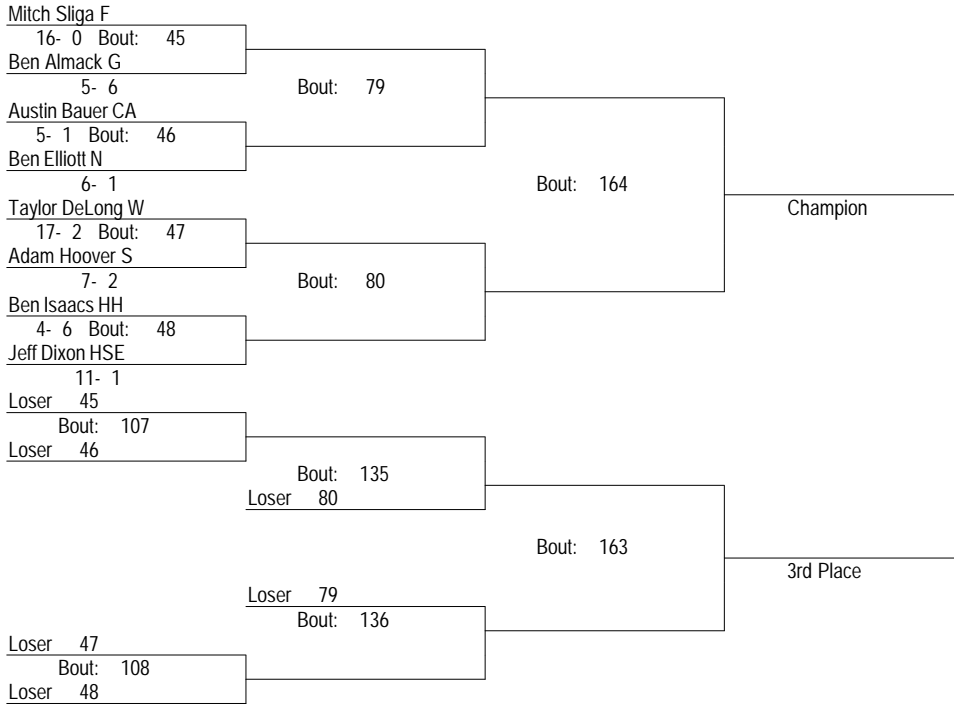 Mitch Sliga F
16- 0 Bout: 45
Ben Almack G
5- 6
Bout: 79
Austin Bauer CA
5- 1 Bout: 46
Ben Elliott N
6- 1
Bout: 164
Taylor DeLong W
Champion
17- 2 Bout: 47
Adam Hoover S
7- 2
Bout: 80
Ben Isaacs HH
4- 6 Bout: 48
Jeff Dixon HSE
11- 1
Loser 45
Bout: 107
Loser 46
Bout: 135
Loser 80
Bout: 163
3rd Place
Loser 79
Bout: 136
Loser 47
Bout: 108
Loser 48